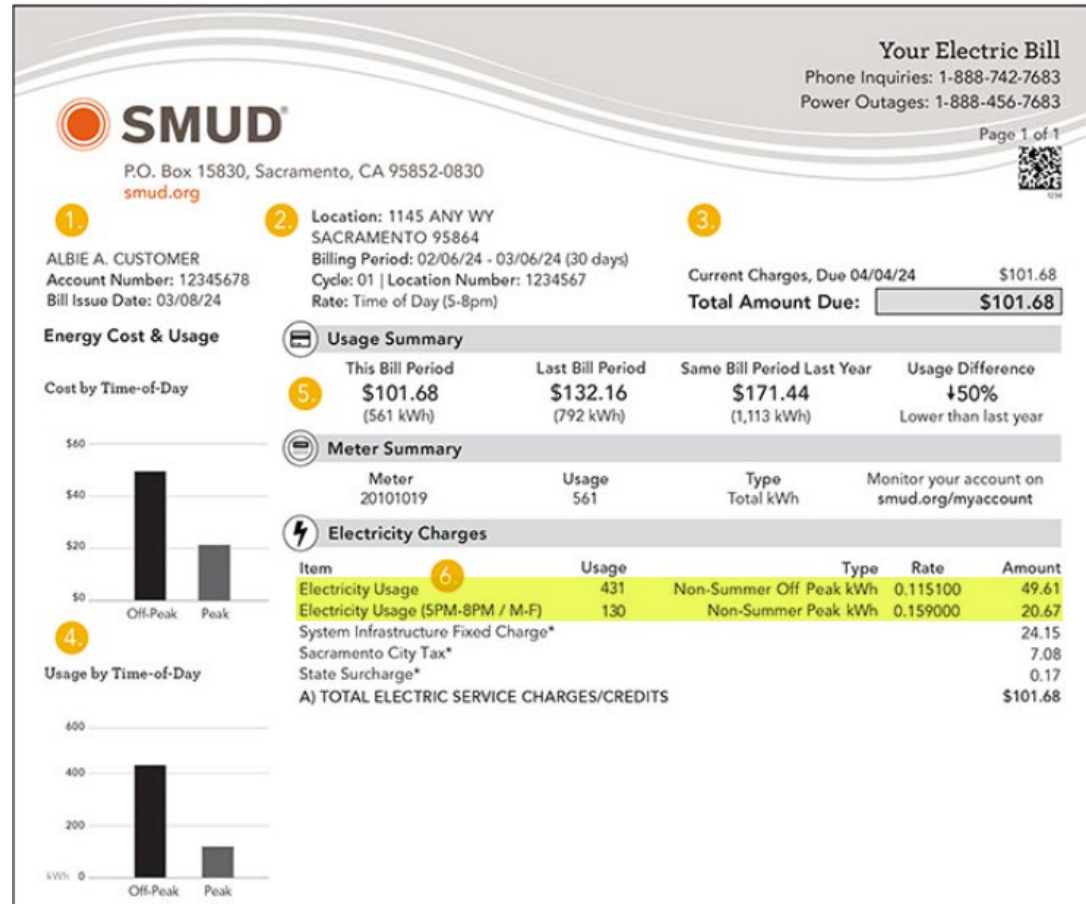 Your Electric Bill
Phone Inquiries: 1-888-742-7683
Power Outages: 1-888-456-7683
Page 1 of 1
1234
SMUD®
P.O. Box 15830, Sacramento, CA 95852-0830
smud.org
1.
ALBIE A. CUSTOMER
Account Number: 12345678
Bill Issue Date: 03/08/24
2.
Location: 1145 ANY WY
SACRAMENTO 95864
Billing Period: 02/06/24 - 03/06/24 (30 days)
Cycle: 01 | Location Number: 1234567
Rate: Time of Day (5-8pm)
3.
Current Charges, Due 04/04/24 $101.68
Total Amount Due: $101.68
Energy Cost & Usage
Cost by Time-of-Day
$60
$40
$20
$0
Off-Peak Peak
4.
Usage by Time-of-Day
600
400
200
kWh 0
Off-Peak Peak
Usage Summary
This Bill Period Last Bill Period Same Bill Period Last Year Usage Difference
5. $101.68 $132.16 $171.44 ↓50%
(561 kWh) (792 kWh) (1,113 kWh) Lower than last year
Meter Summary
Meter Usage Type Monitor your account on
20101019 561 Total kWh smud.org/myaccount
Electricity Charges
Item Usage Type Rate Amount
6.
Electricity Usage 431 Non-Summer Off Peak kWh 0.115100 49.61
Electricity Usage (5PM-8PM / M-F) 130 Non-Summer Peak kWh 0.159000 20.67
System Infrastructure Fixed Charge* 24.15
Sacramento City Tax* 7.08
State Surcharge* 0.17
A) TOTAL ELECTRIC SERVICE CHARGES/CREDITS $101.68